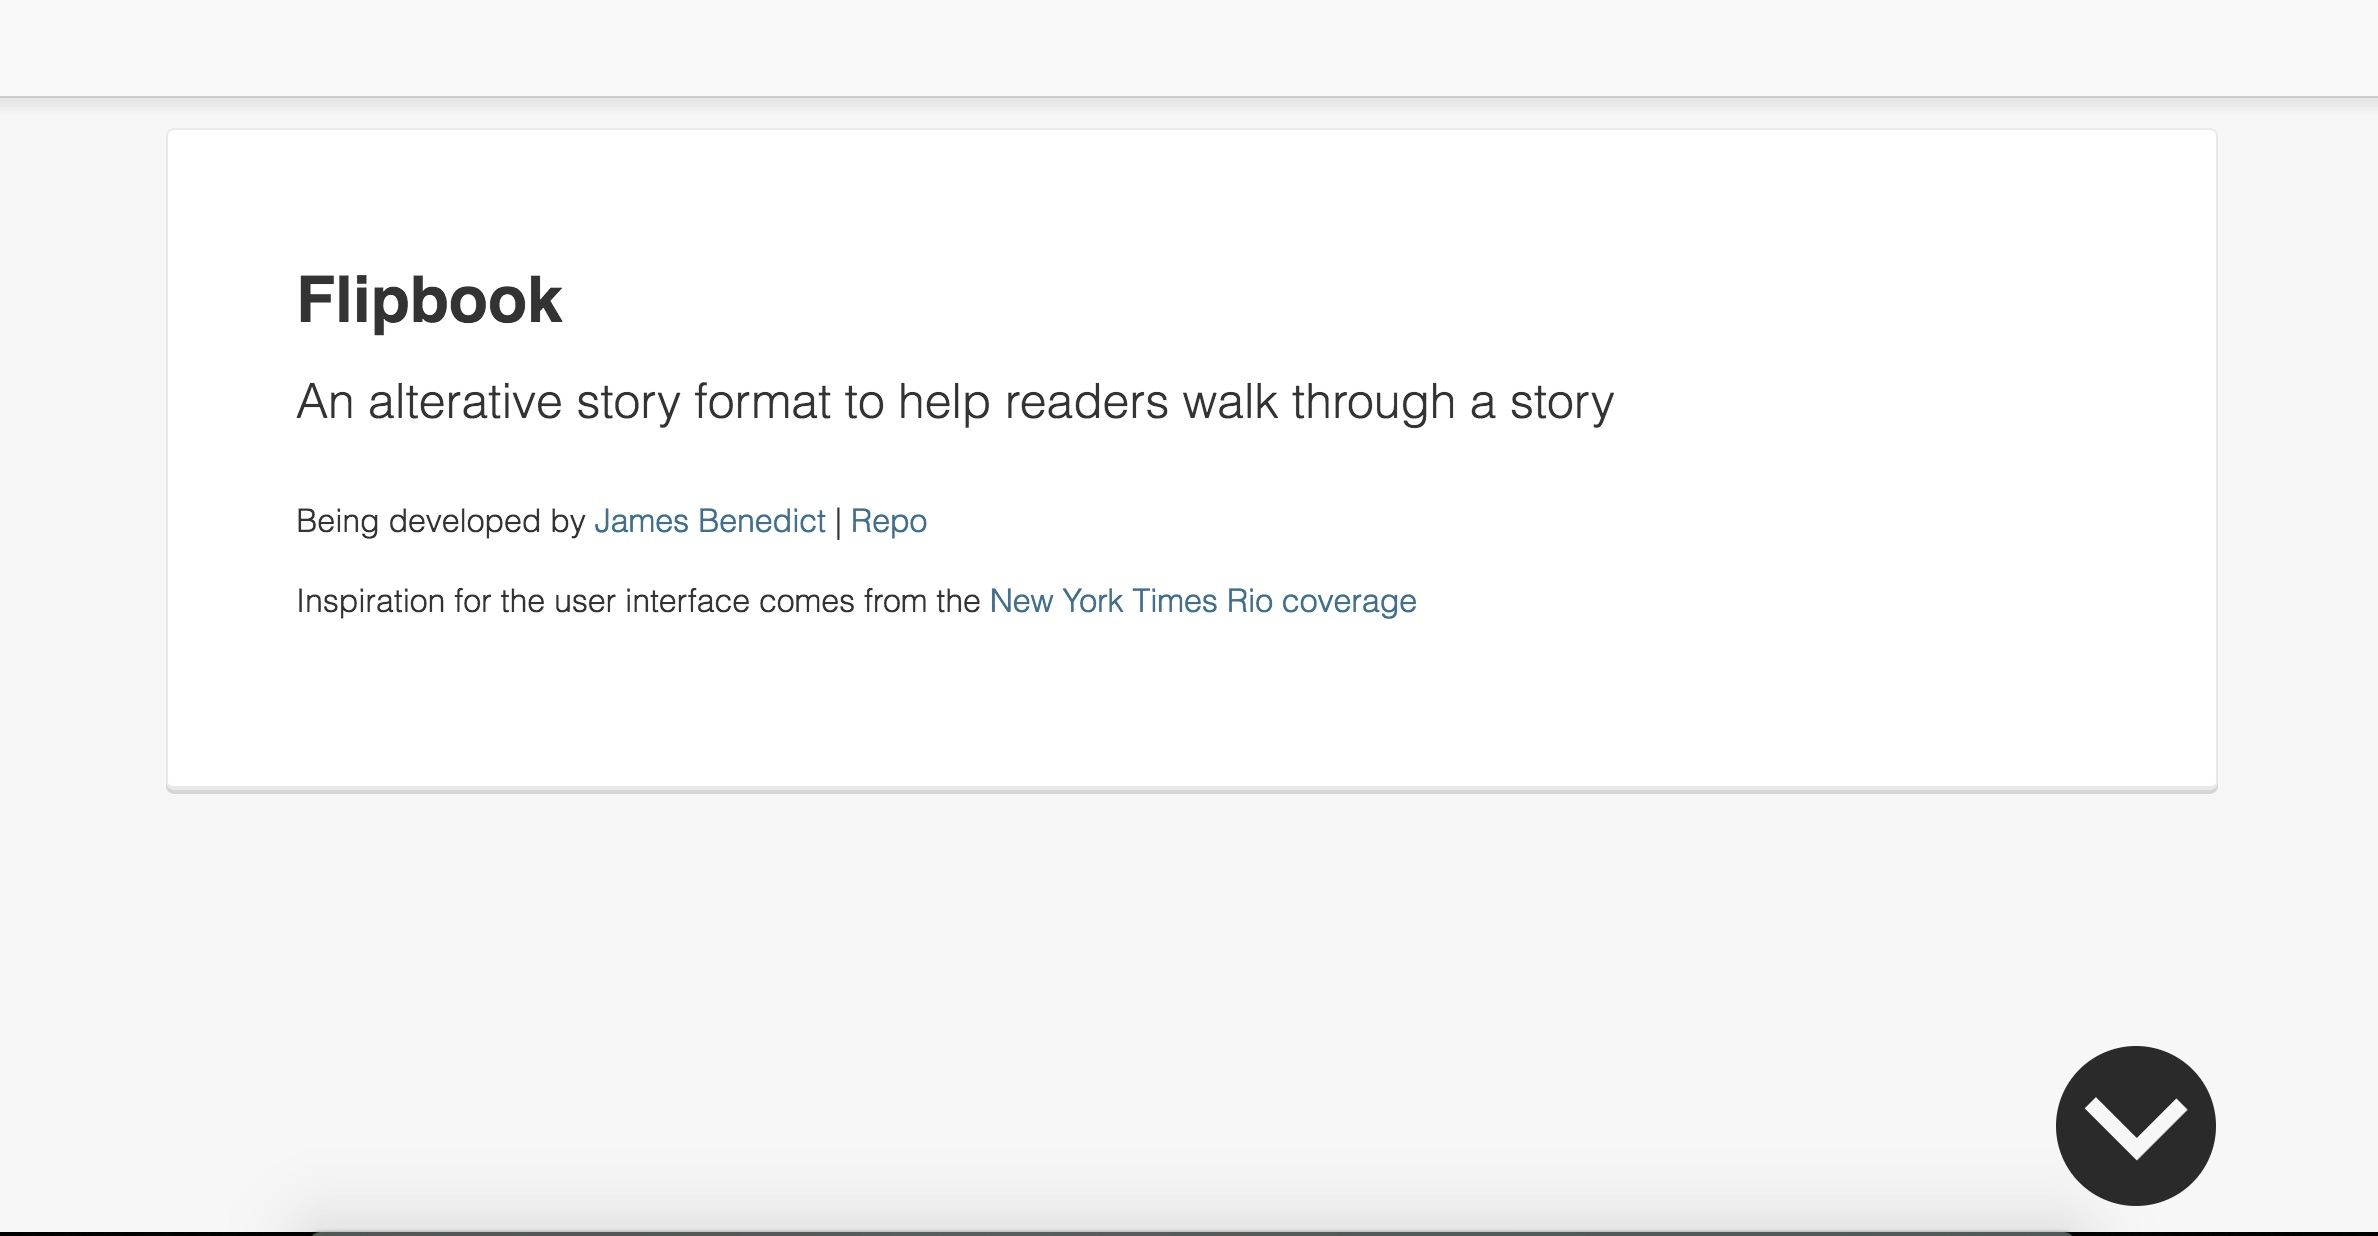 Flipbook
An alterative story format to help readers walk through a story
Being developed by James Benedict | Repo
Inspiration for the user interface comes from the New York Times Rio coverage